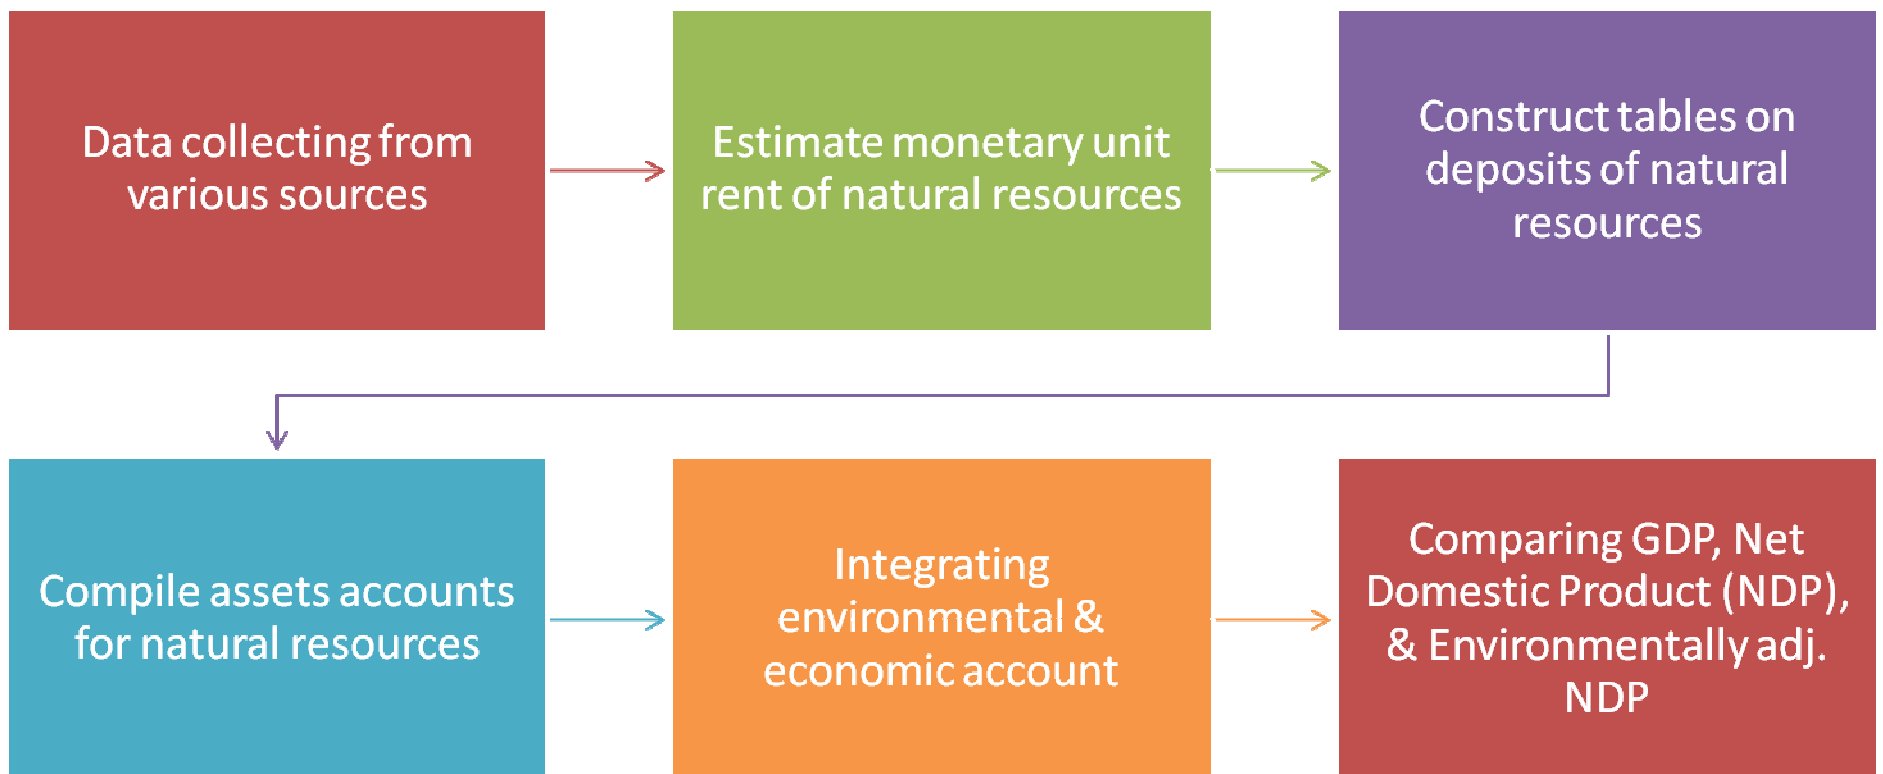 Data collecting from
various sources
Estimate monetary unit
rent of natural resources
Construct tables on
deposits of natural
resources
Compile assets accounts
for natural resources
Integrating
environmental &
economic account
Comparing GDP, Net
Domestic Product (NDP),
& Environmentally adj.
NDP